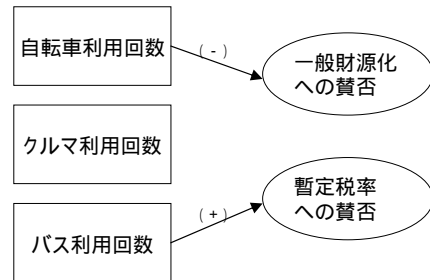 自転車利用回数
( - )
一般財源化
への賛否
クルマ利用回数
暫定税率
への賛否
( + )
バス利用回数